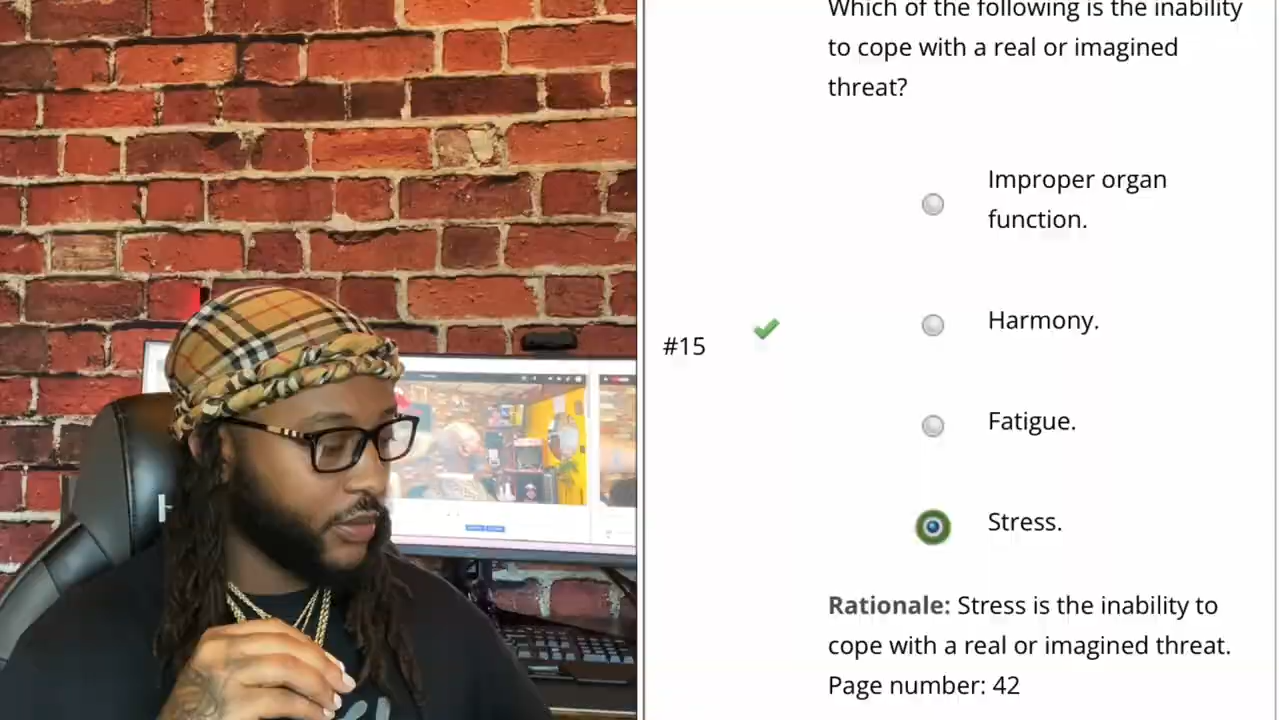 Which of the following is the inability
to cope with a real or imagined
threat?
Improper organ
function.
Harmony.
#15
Fatigue.
Stress.
Rationale: Stress is the inability to
cope with a real or imagined threat.
Page number: 42